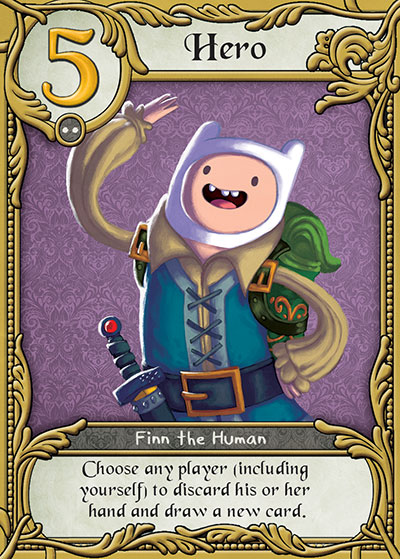 5
Hero
Finn the Human
Choose any player (including
yourself) to discard his or her
hand and draw a new card.